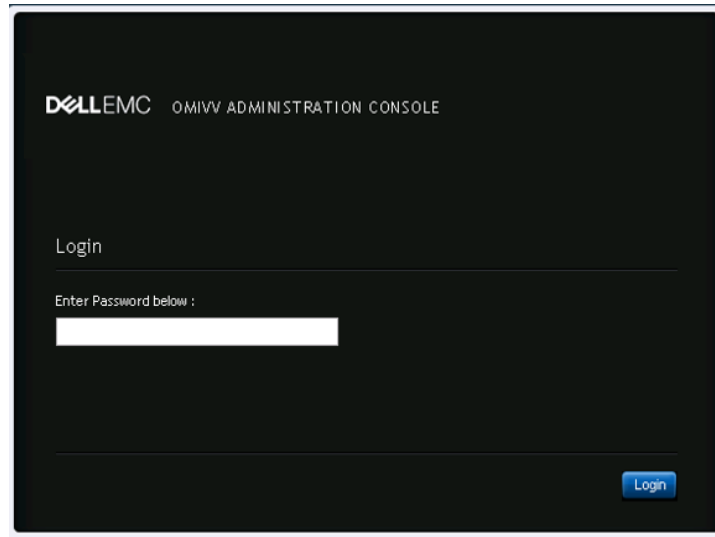 DELLEMC OMIVV ADMINISTRATION CONSOLE
Login
Enter Password below :
Login